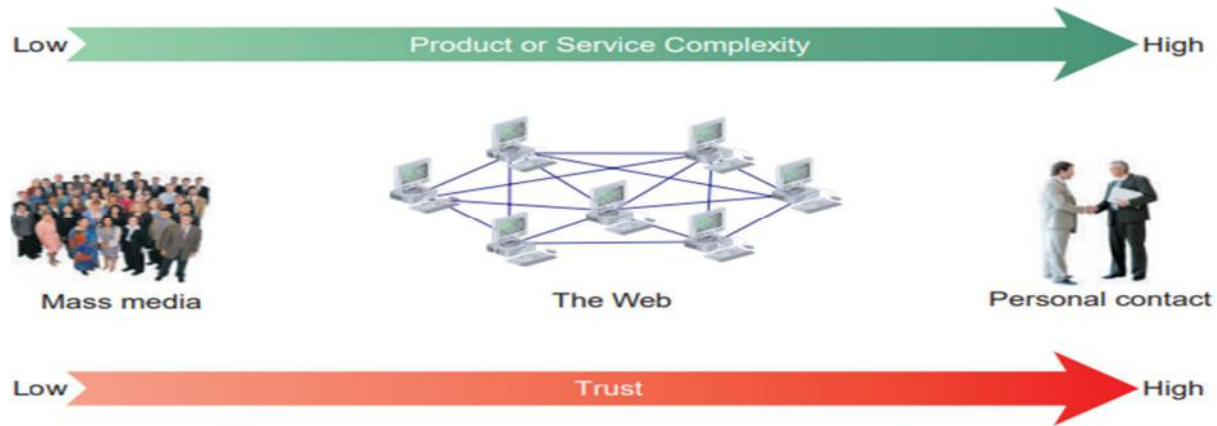 Low Product or Service Complexity High
Mass media The Web Personal contact
Low Trust High